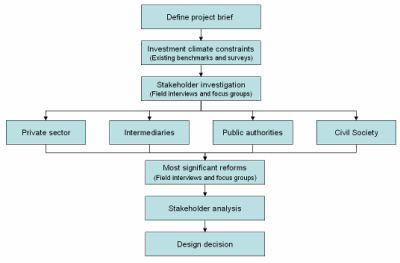 Define project brief
Investment climate constraints
(Existing benchmarks and surveys)
Stakeholder investigation
(Field interviews and focus groups)
Private sector
Intermediaries
Public authorities
Civil Society
Most significant reforms
(Field interviews and focus groups)
Stakeholder analysis
Design decision